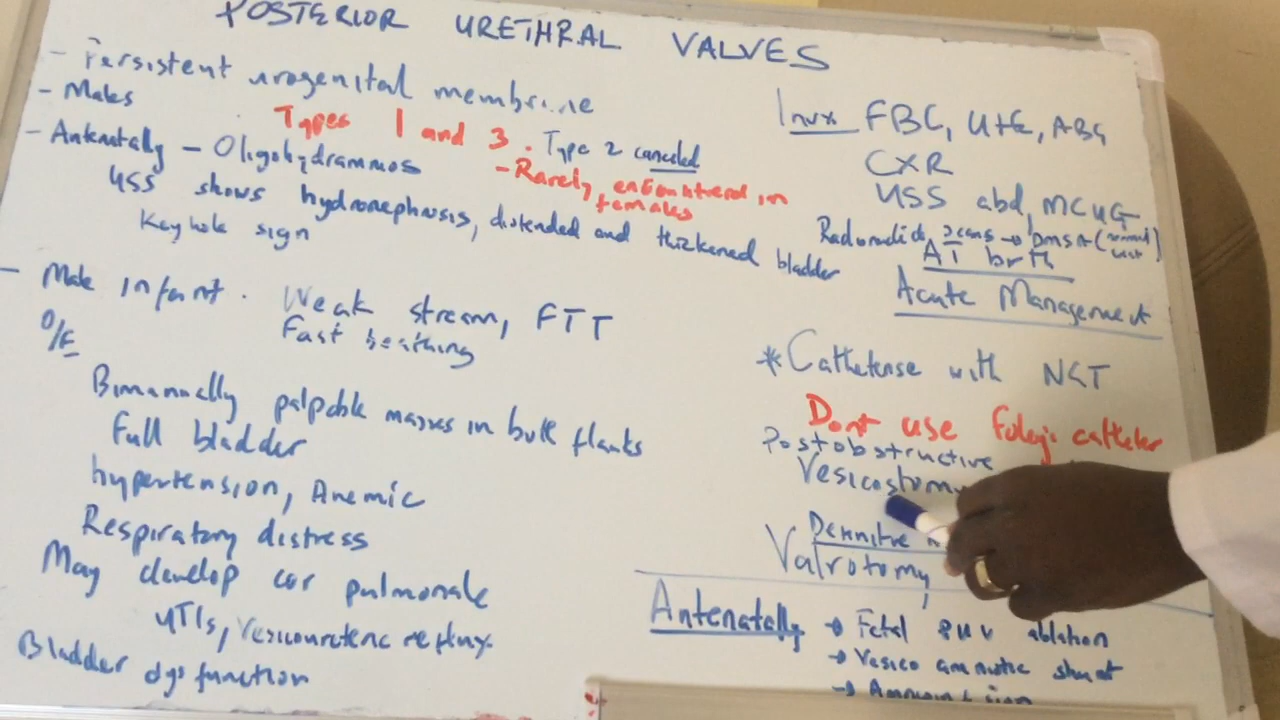 POSTERIOR URETHRAL VALVES
- Persistent urogenital membrane
- Males
Types 1 and 3. Type 2 canceled
- Rarely encountered in females
- Antenatally - Oligohydramnios
USS shows hydronephrosis, distended and thickened bladder
Keyhole sign
- Male infant. Weak stream, FTT
Fast breathing
O/E
Bimanually palpable masses in both flanks
Full bladder
hypertension, Anemic
Respiratory distress
May develop cor pulmonale
UTIs, Vesicoureteric reflux
Bladder dysfunction
Invx FBC, U+E, ABG
CXR
USS abd, MCUG
scans → DMSA
AT birth
Acute Management
* Catheterise with NGT
Dont use Foley's catheter
Postobstructive
Vesicostomy
Definitive
Valvotomy
Antenatally → Fetal PUV ablation
→ Vesico amniotic shunt
→